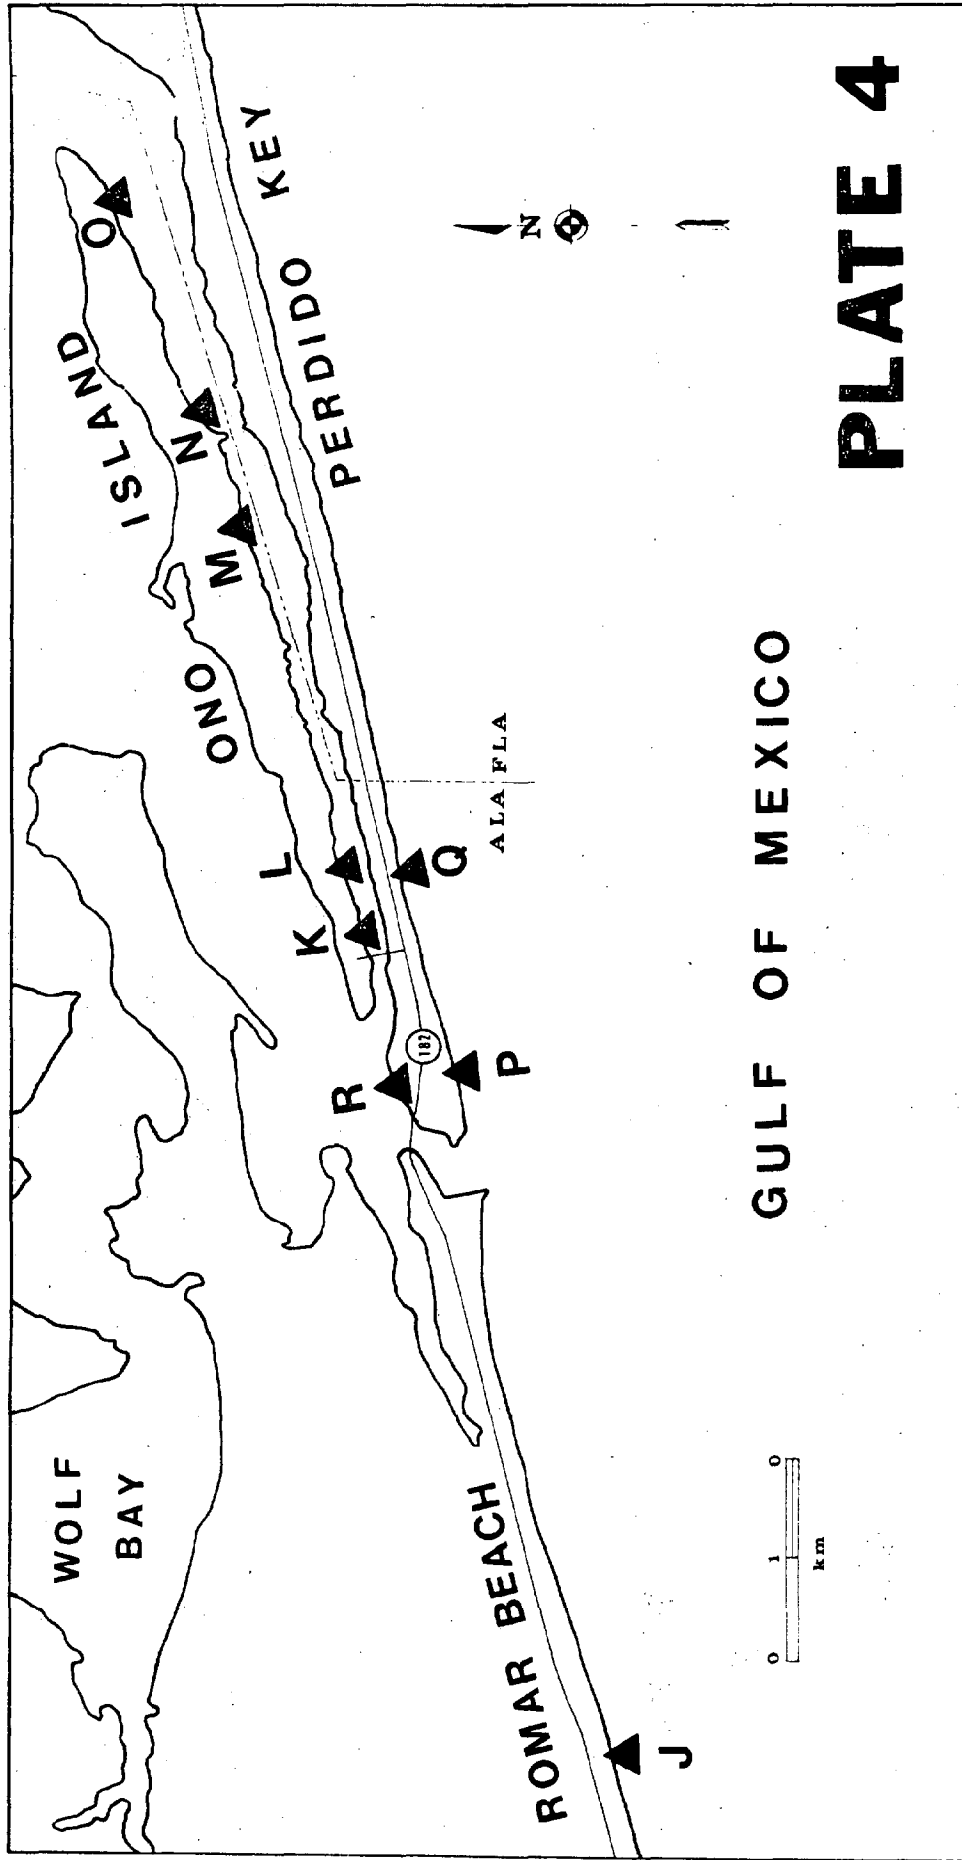 WOLF
BAY
ONO ISLAND
O
N
M
L
K
R
PERDIDO KEY
Q
P
182
ALA FLA
N
ROMAR BEACH
J
GULF OF MEXICO
0 1 0
km
PLATE 4